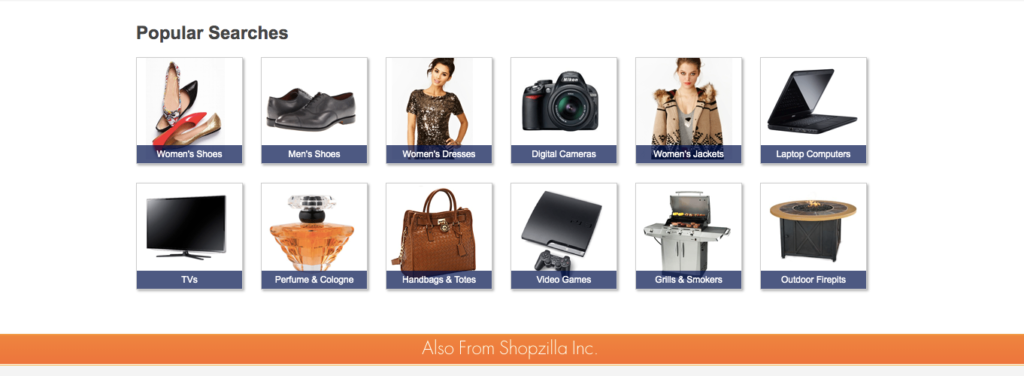 Popular Searches
Women's Shoes
Men's Shoes
Women's Dresses
Nikon
Digital Cameras
Women's Jackets
Laptop Computers
TVs
Perfume & Cologne
Handbags & Totes
Video Games
Grills & Smokers
Outdoor Firepits
Also From Shopzilla Inc.